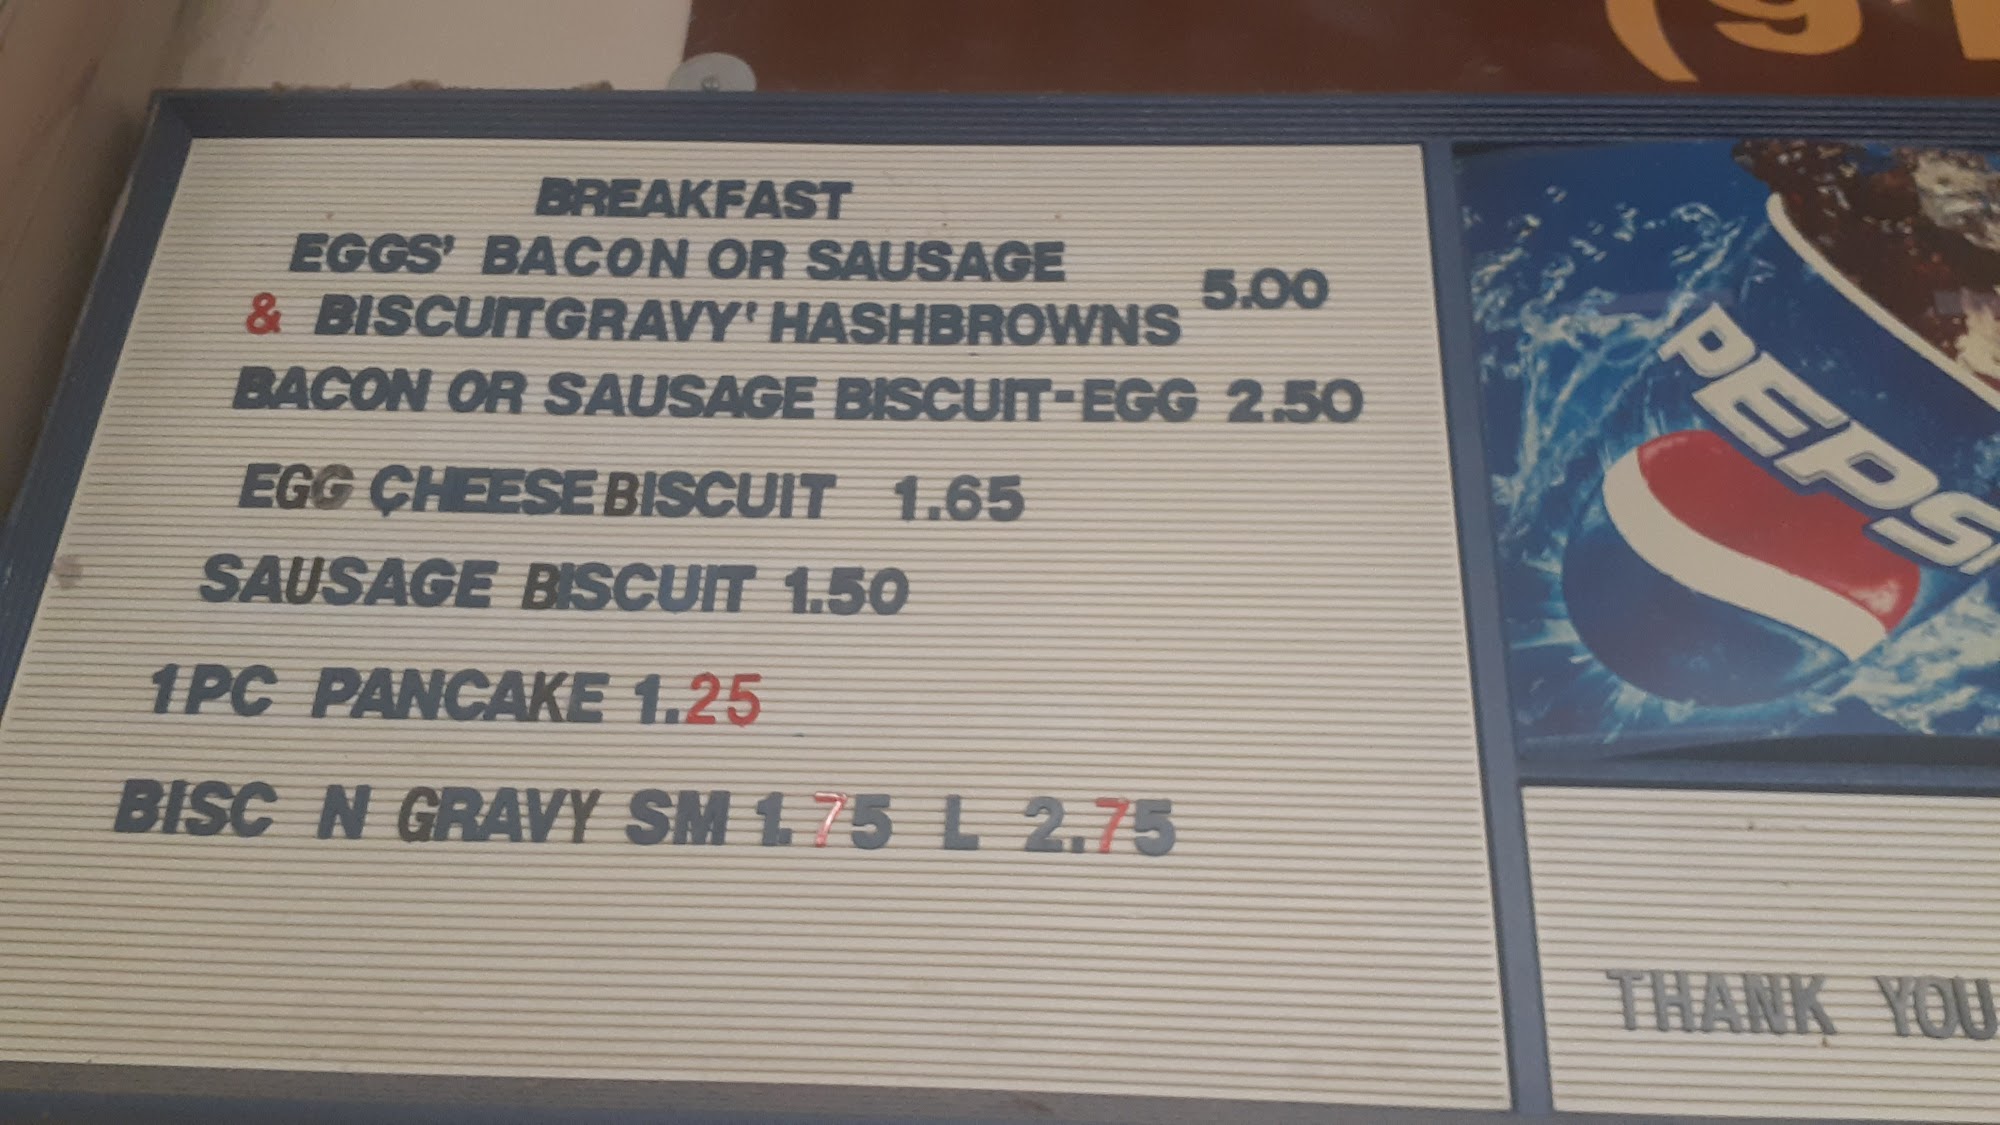 BREAKFAST
EGGS' BACON OR SAUSAGE
& BISCUITGRAVY' HASHBROWNS 5.00
BACON OR SAUSAGE BISCUIT-EGG 2.50
EGG CHEESE BISCUIT 1.65
SAUSAGE BISCUIT 1.50
1PC PANCAKE 1.25
BISC N GRAVY SM 1.75 L 2.75
PEPSI
THANK YOU